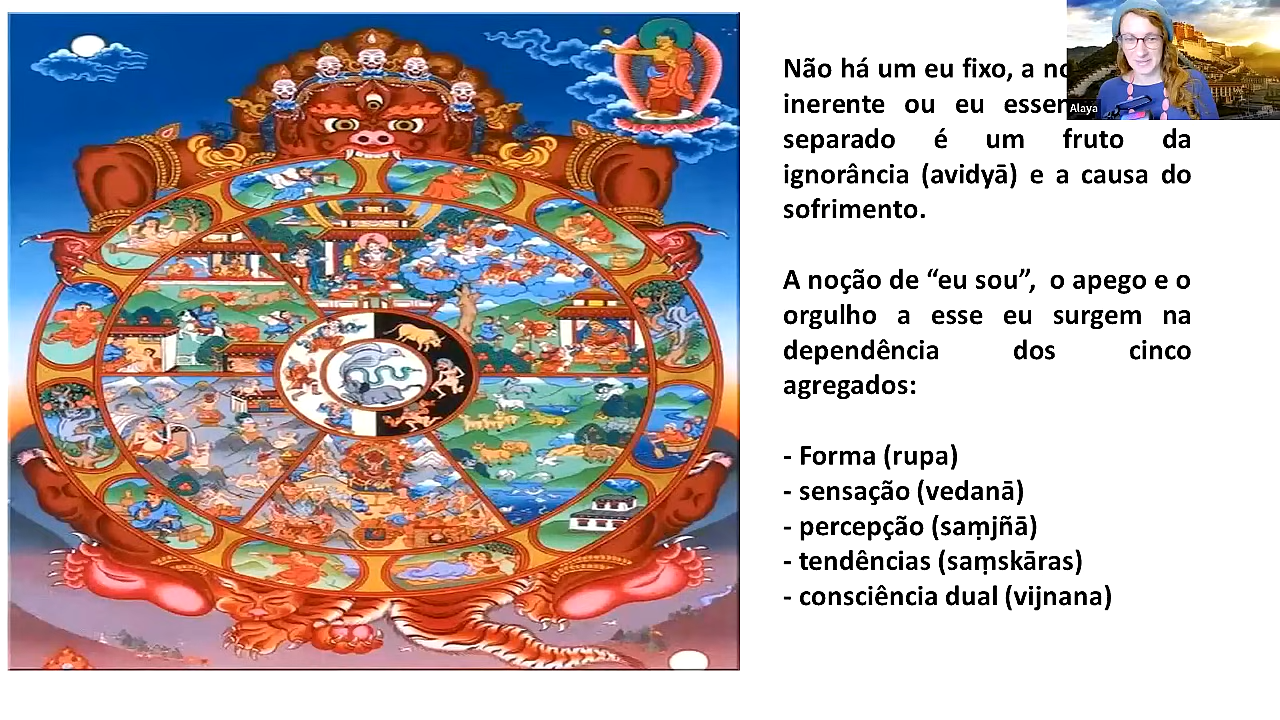 Não há um eu fixo, a
inerente ou eu
separado é um fruto da
ignorância (avidyā) e a causa do
sofrimento.
A noção de “eu sou”, o apego e o
orgulho a esse eu surgem na
dependência dos cinco
agregados:
- Forma (rupa)
- sensação (vedanā)
- percepção (saṃjñā)
- tendências (saṃskāras)
- consciência dual (vijnana)
Alaya